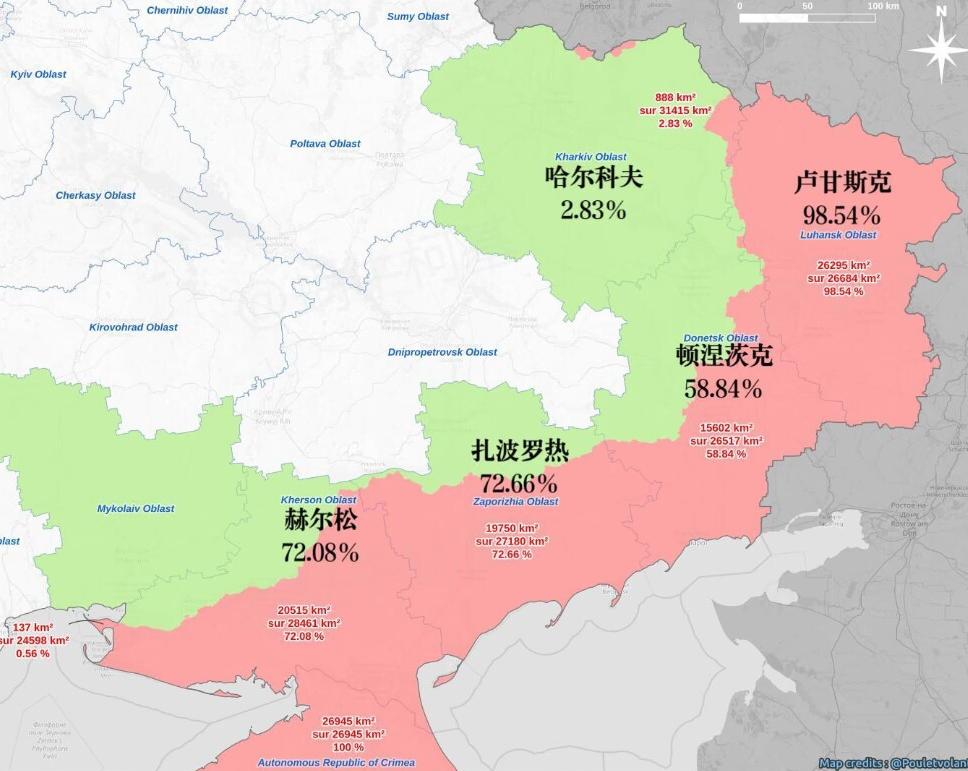 Chernihiv Oblast
Sumy Oblast
Belgorod
0 50 100 km
N
Kyiv Oblast
888 km²
sur 31415 km²
2.83 %
Poltava Oblast
Kharkiv Oblast
哈尔科夫
2.83%
卢甘斯克
98.54%
Luhansk Oblast
Cherkasy Oblast
26295 km²
sur 26684 km²
98.54 %
Kirovohrad Oblast
Dnipropetrovsk Oblast
Donetsk Oblast
顿涅茨克
58.84%
15602 km²
sur 26517 km²
58.84 %
扎波罗热
72.66%
Zaporizhia Oblast
19750 km²
sur 27180 km²
72.66 %
Kherson Oblast
赫尔松
72.08%
Mykolaiv Oblast
blast
20515 km²
sur 28461 km²
72.08 %
137 km²
sur 24598 km²
0.56 %
26945 km²
sur 26945 km²
100 %
Autonomous Republic of Crimea
Map credits : @Pouletvolan